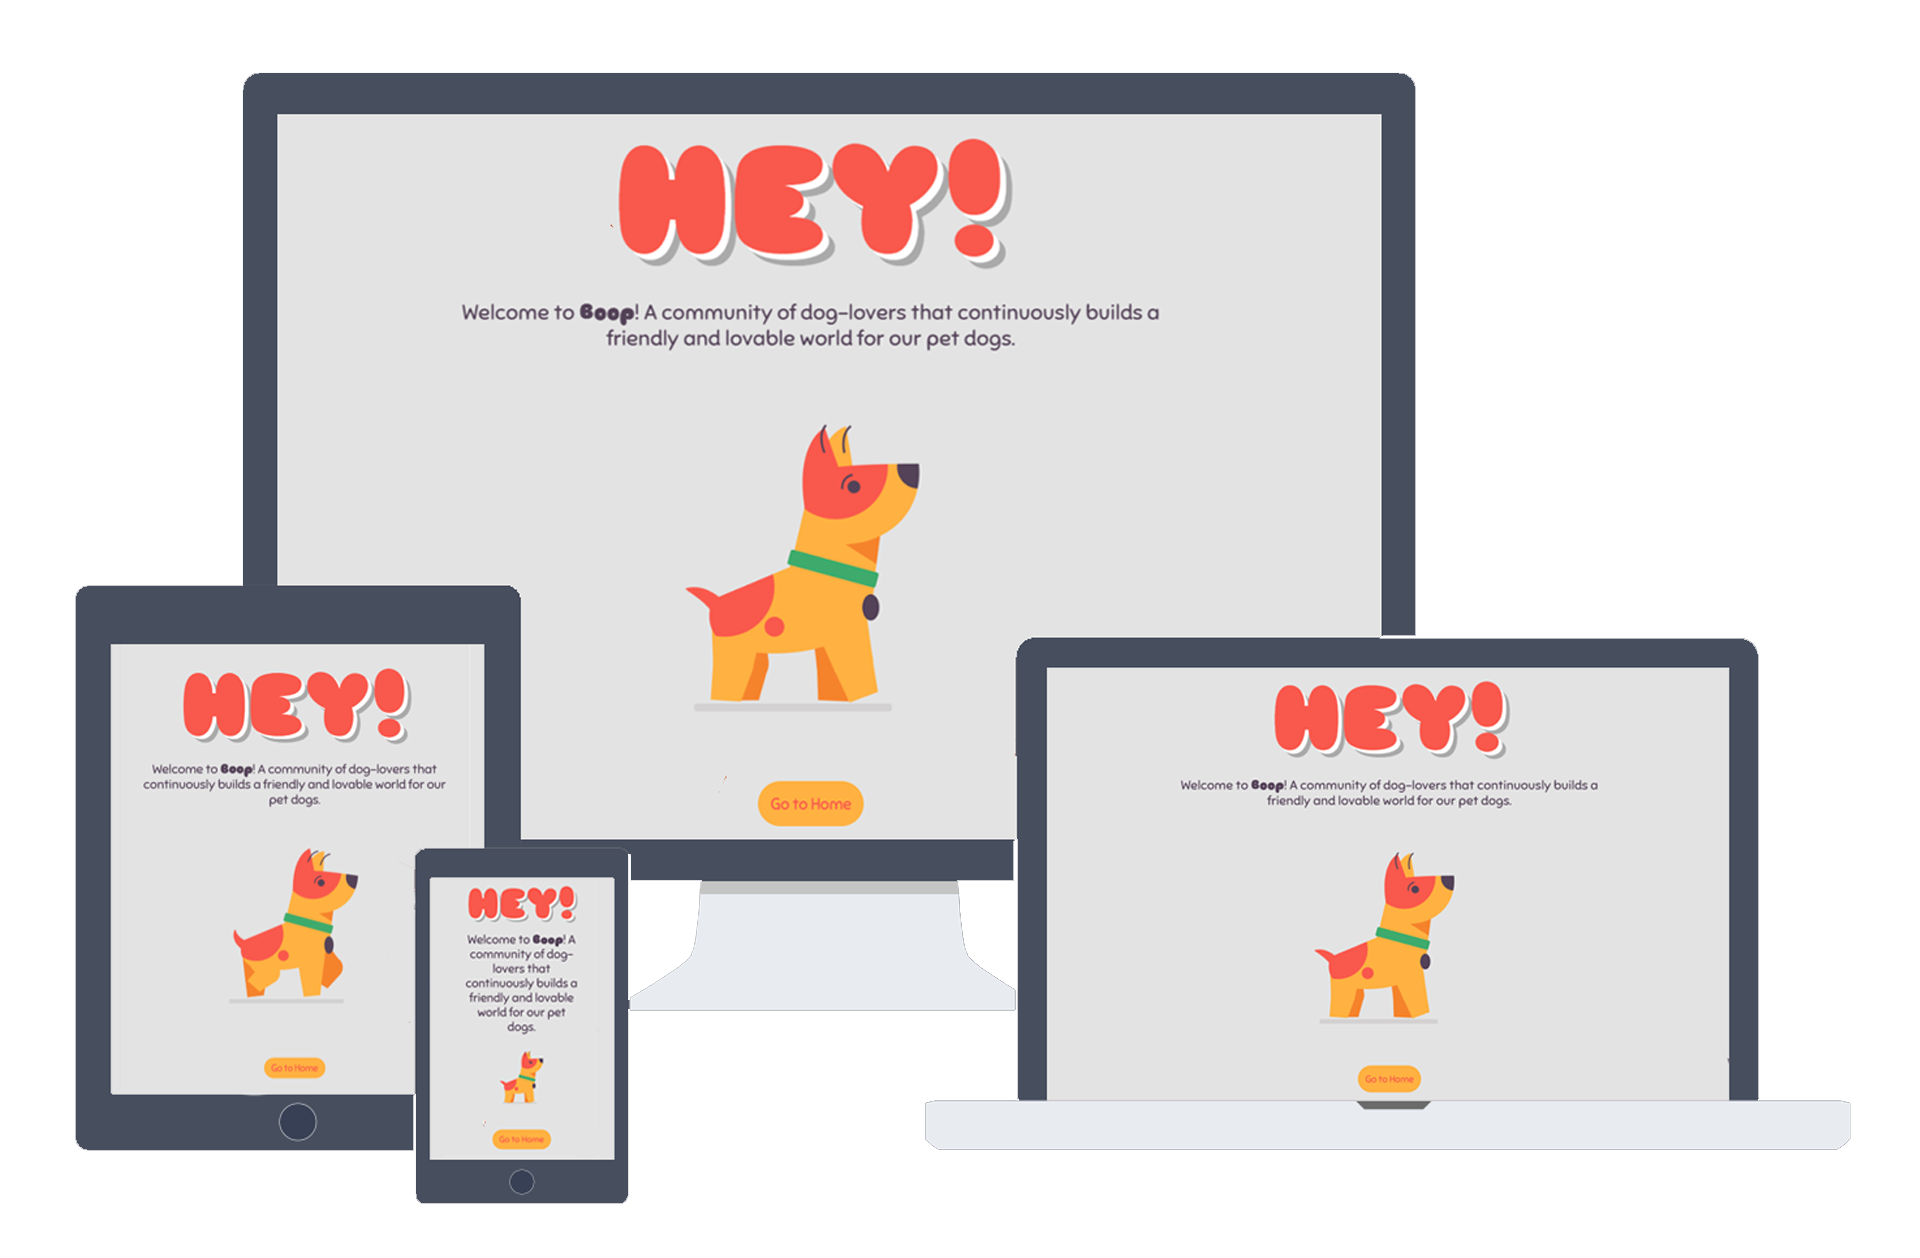 HEY!
Welcome to Boop! A community of dog-lovers that continuously builds a
friendly and lovable world for our pet dogs.
Go to Home
HEY!
Welcome to Boop! A community of dog-lovers that
continuously builds a friendly and lovable world for our
pet dogs.
Go to Home
HEY!
Welcome to Boop! A
community of dog-
lovers that
continuously builds a
friendly and lovable
world for our pet
dogs.
Go to Home
HEY!
Welcome to Boop! A community of dog-lovers that continuously builds a
friendly and lovable world for our pet dogs.
Go to Home